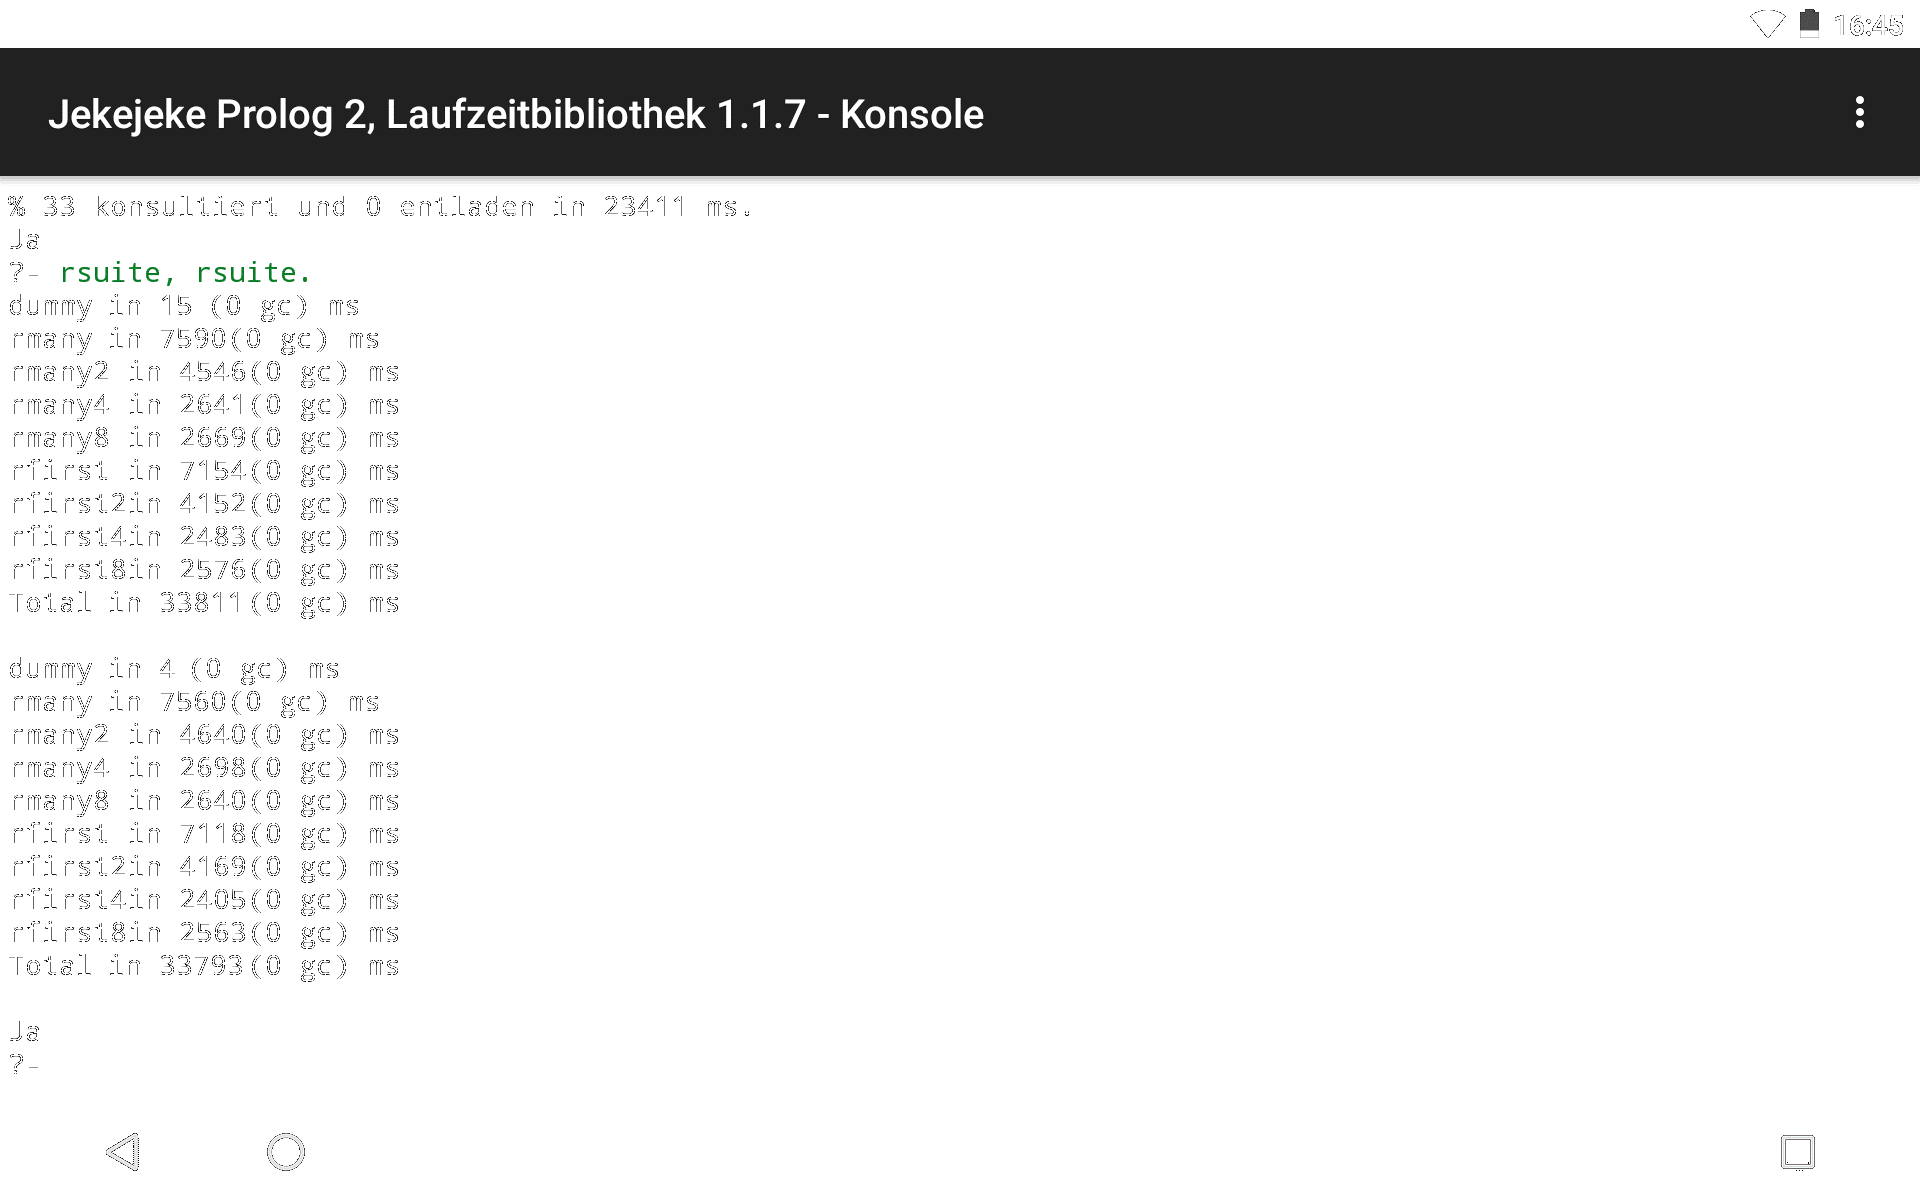 16:45
Jekejeke Prolog 2, Laufzeitbibliothek 1.1.7 - Konsole
% 33 konsultiert und 0 entladen in 23411 ms.
Ja
?- rsuite, rsuite.
dummy in 15 (0 gc) ms
rmany in 7590(0 gc) ms
rmany2 in 4546(0 gc) ms
rmany4 in 2641(0 gc) ms
rmany8 in 2669(0 gc) ms
rfirst in 7154(0 gc) ms
rfirst2in 4152(0 gc) ms
rfirst4in 2483(0 gc) ms
rfirst8in 2576(0 gc) ms
Total in 33811(0 gc) ms
dummy in 4 (0 gc) ms
rmany in 7560(0 gc) ms
rmany2 in 4640(0 gc) ms
rmany4 in 2698(0 gc) ms
rmany8 in 2640(0 gc) ms
rfirst in 7118(0 gc) ms
rfirst2in 4169(0 gc) ms
rfirst4in 2405(0 gc) ms
rfirst8in 2563(0 gc) ms
Total in 33793(0 gc) ms
Ja
?-